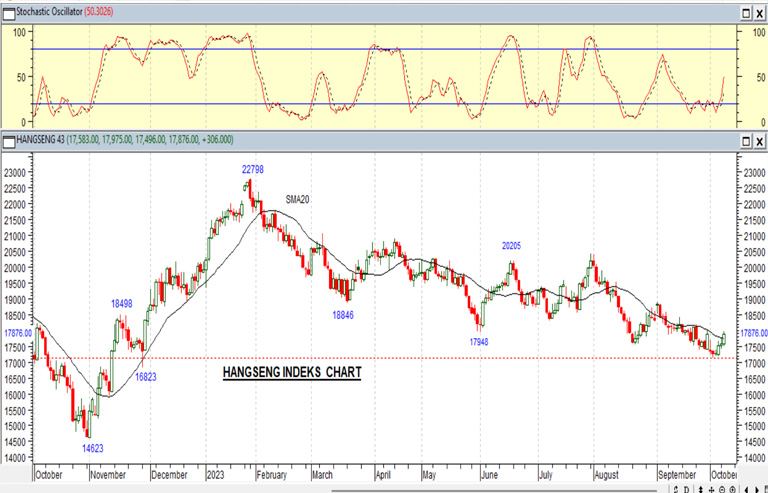 Stochastic Oscillator (50.3026)
100 100
50 50
0 0
HANGSENG 43 (17,583.00, 17,975.00, 17,496.00, 17,876.00, +306.000)
23000 22798 23000
22500 22500
22000 SMA20 22000
21500 21500
21000 21000
20500 20205 20500
20000 20000
19500 19500
19000 19000
18500 18498 18846 18500
17876.00 17948 17876.00
17500 17500
17000 17000
16500 16823 HANGSENG INDEKS CHART 16500
16000 16000
15500 15500
15000 15000
14500 14623 14500
14000 14000
October November December 2023 February March April May June July August September October
D